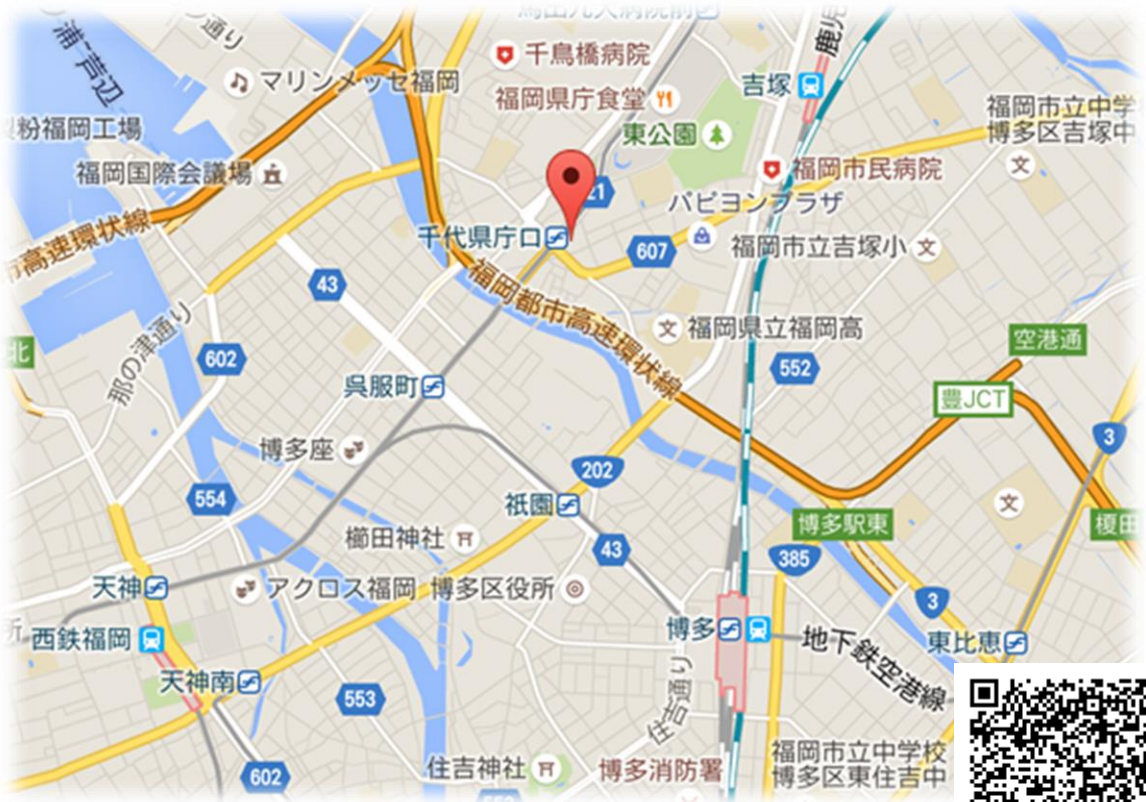 通り
浦~芦辺
千鳥橋病院
鹿児
マリンメッセ福岡
吉塚
福岡県庁食堂
福岡市立中学
博多区吉塚中
粉福岡工場
東公園
福岡国際会議場
福岡市民病院
21
パピヨンプラザ
市高速環状線
千代県庁口
607
福岡市立吉塚小
43
福岡都市高速環状線
福岡県立福岡高
空港通
北
那の津通り
602
552
呉服町
豊JCT
3
博多座
202
554
祇園
博多駅東
榎田
櫛田神社
43
385
天神
アクロス福岡
博多区役所
3
所
西鉄福岡
博多
地下鉄空港線
東比恵
天神南
553
住吉通り
602
住吉神社
博多消防署
福岡市立中学校
博多区東住吉中